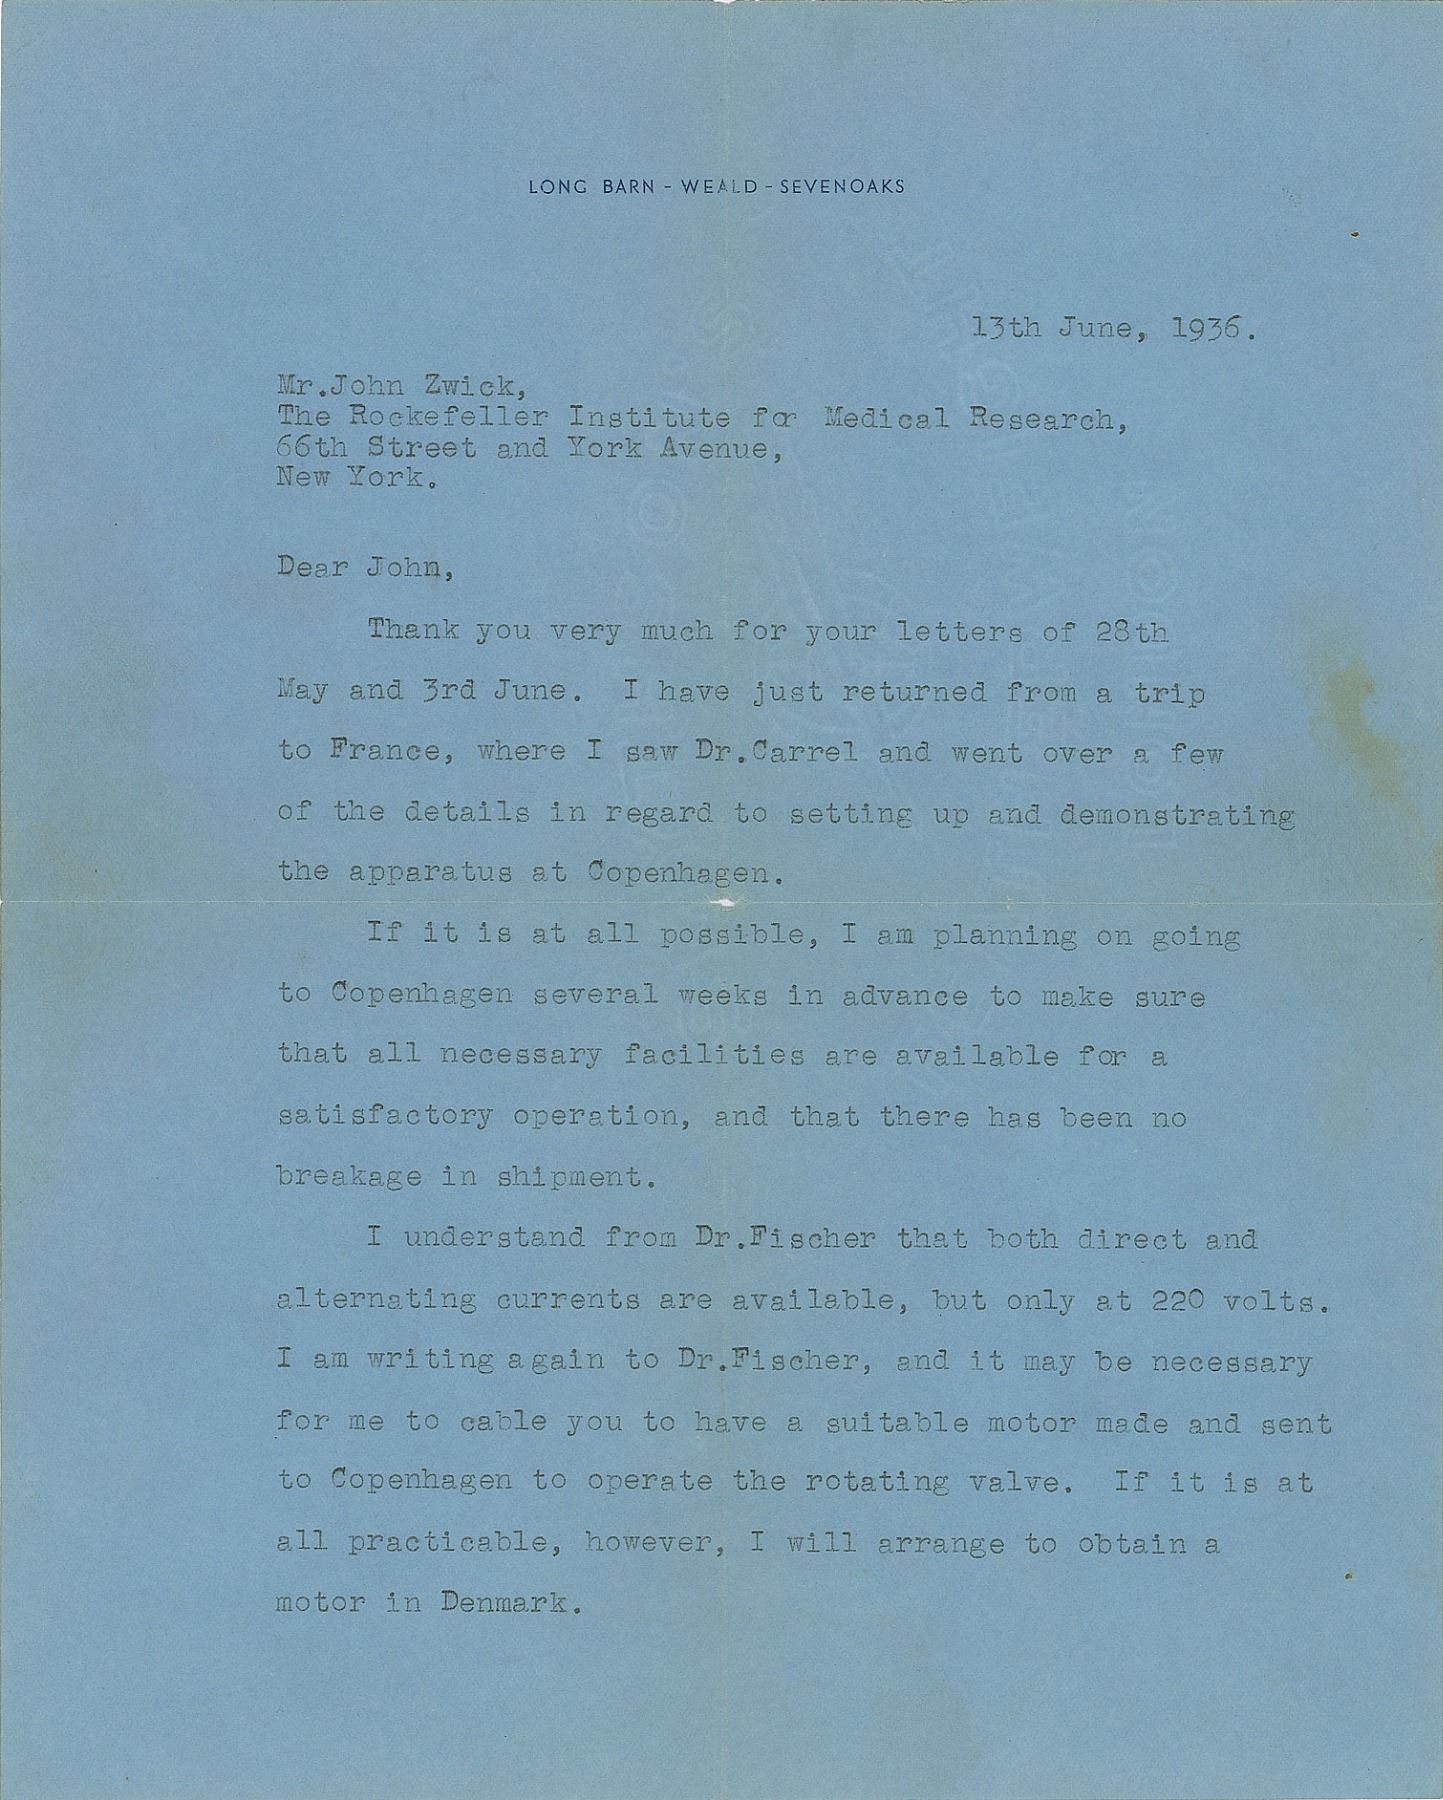 LONG BARN - WEALD - SEVENOAKS
13th June, 1936.
Mr.John Zwick,
The Rockefeller Institute for Medical Research,
66th Street and York Avenue,
New York.
Dear John,
Thank you very much for your letters of 28th
May and 3rd June.  I have just returned from a trip
to France, where I saw Dr.Carrel and went over a few
of the details in regard to setting up and demonstrating
the apparatus at Copenhagen.
If it is at all possible, I am planning on going
to Copenhagen several weeks in advance to make sure
that all necessary facilities are available for a
satisfactory operation, and that there has been no
breakage in shipment.
I understand from Dr.Fischer that both direct and
alternating currents are available, but only at 220 volts.
I am writing again to Dr.Fischer, and it may be necessary
for me to cable you to have a suitable motor made and sent
to Copenhagen to operate the rotating valve.  If it is at
all practicable, however, I will arrange to obtain a
motor in Denmark.